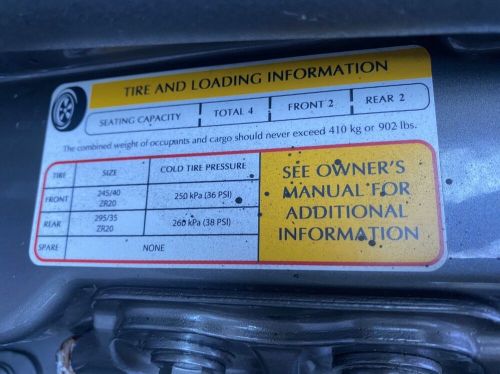 TIRE AND LOADING INFORMATION
SEATING CAPACITY TOTAL 4 FRONT 2 REAR 2
The combined weight of occupants and cargo should never exceed 410 kg or 902 lbs.
TIRE SIZE COLD TIRE PRESSURE
FRONT 245/40 ZR20 250 kPa (36 PSI)
REAR 295/35 ZR20 260 kPa (38 PSI)
SPARE NONE
SEE OWNER'S
MANUAL FOR
ADDITIONAL
INFORMATION